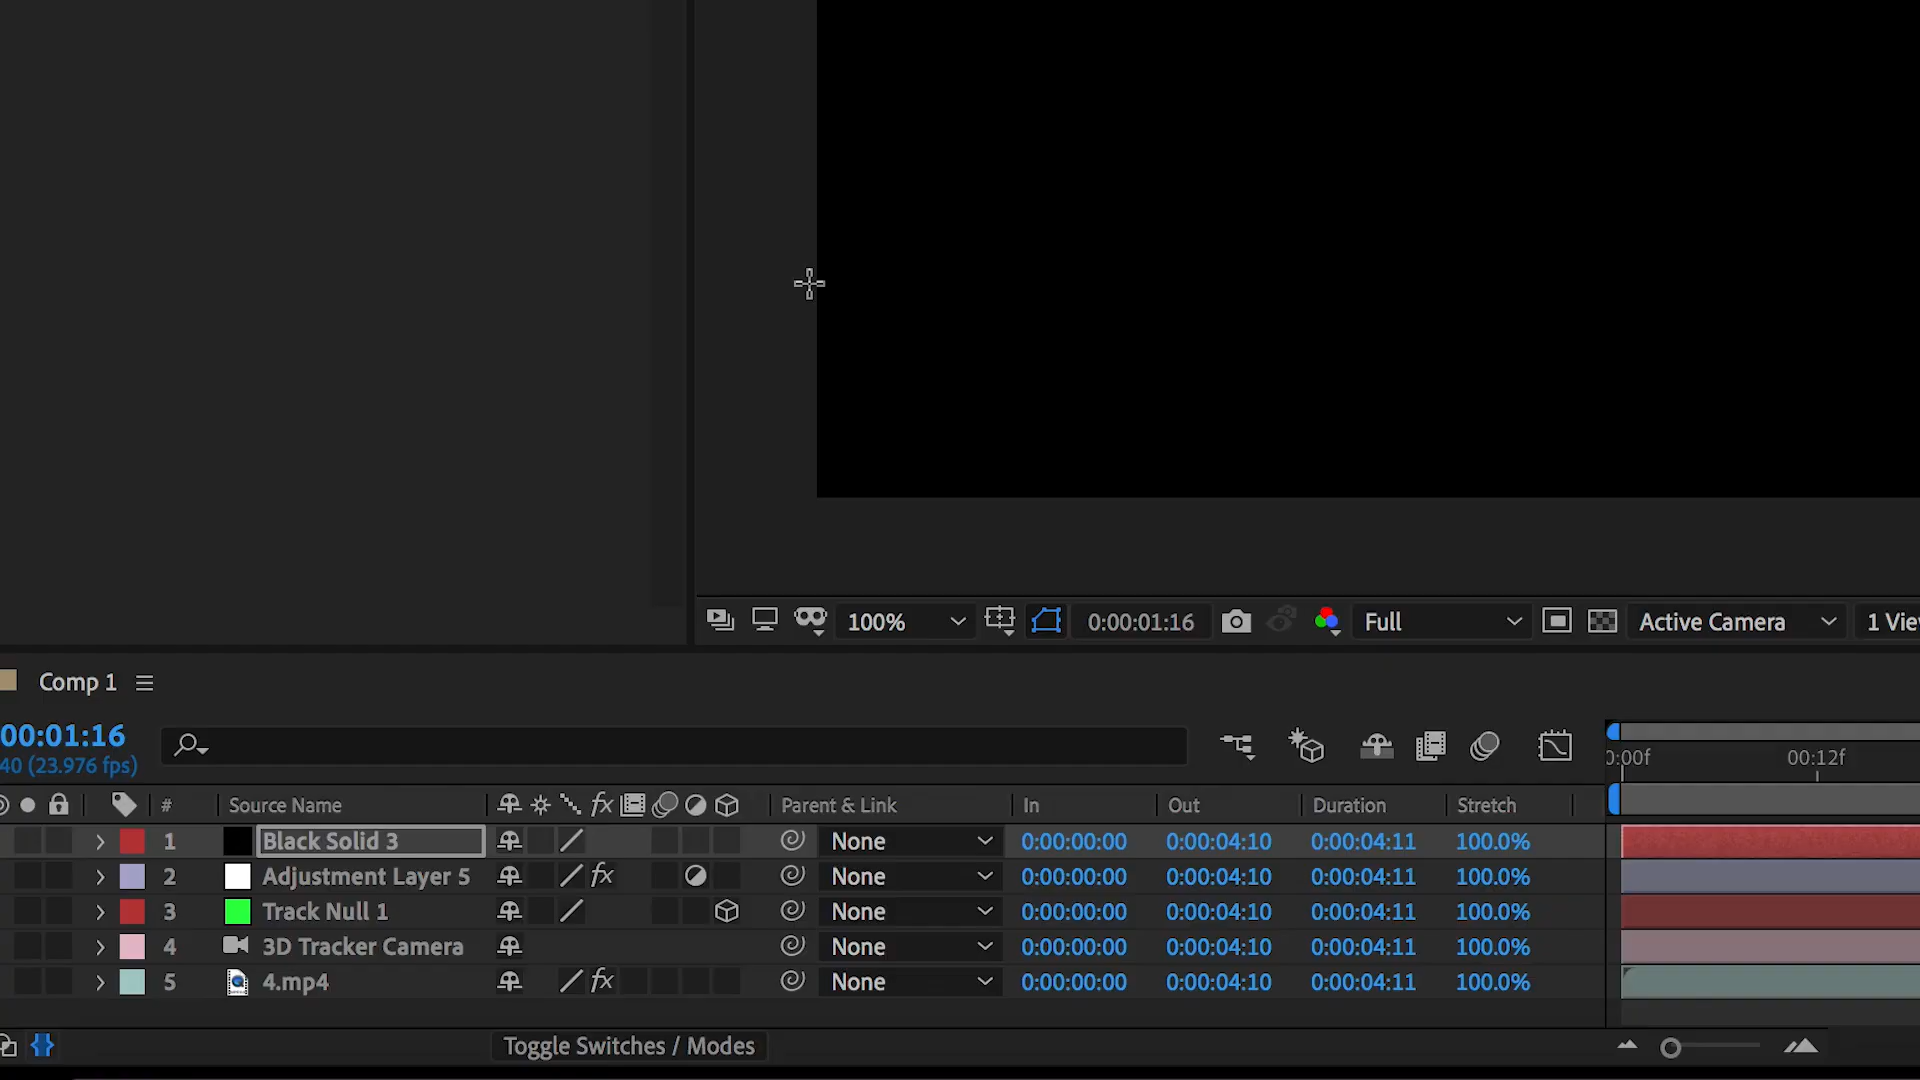 100%
0:00:01:16
Full
Active Camera
1 Vie
Comp 1
00:01:16
40 (23.976 fps)
0:00f
00:12f
#
Source Name
fx
Parent & Link
In
Out
Duration
Stretch
1 Black Solid 3 None 0:00:00:00 0:00:04:10 0:00:04:11 100.0%
2 Adjustment Layer 5 fx None 0:00:00:00 0:00:04:10 0:00:04:11 100.0%
3 Track Null 1 None 0:00:00:00 0:00:04:10 0:00:04:11 100.0%
4 3D Tracker Camera None 0:00:00:00 0:00:04:10 0:00:04:11 100.0%
5 4.mp4 fx None 0:00:00:00 0:00:04:10 0:00:04:11 100.0%
Toggle Switches / Modes